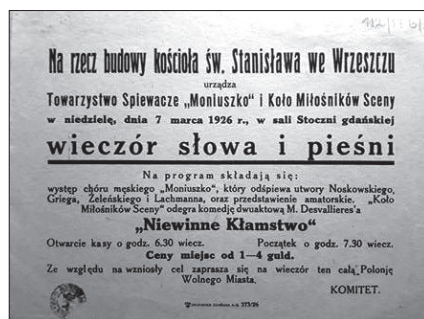 Na rzecz budowy kościoła św. Stanisława we Wrzeszczu
urządza
Towarzystwo Spiewacze „Moniuszko" i Koło Miłośników Sceny
w niedzielę, dnia 7 marca 1926 r., w sali Stoczni gdańskiej
wieczór słowa i pieśni
Na program składają się:
występ chóru męskiego „Moniuszko", który odśpiewa utwory Noskowskiego,
Griega, Żeleńskiego i Lachmanna, oraz przedstawienie amatorskie. „Koło
Miłośników Sceny" odegra komedję dwuaktową M. Desvallieres'a
„Niewinne Kłamstwo"
Otwarcie kasy o godz. 6.30 wiecz. Początek o godz. 7.30 wiecz.
Ceny miejsc od 1—4 guld.
Ze względu na wzniosły cel zaprasza się na wieczór ten całą Polonję
Wolnego Miasta.
KOMITET.
273/26